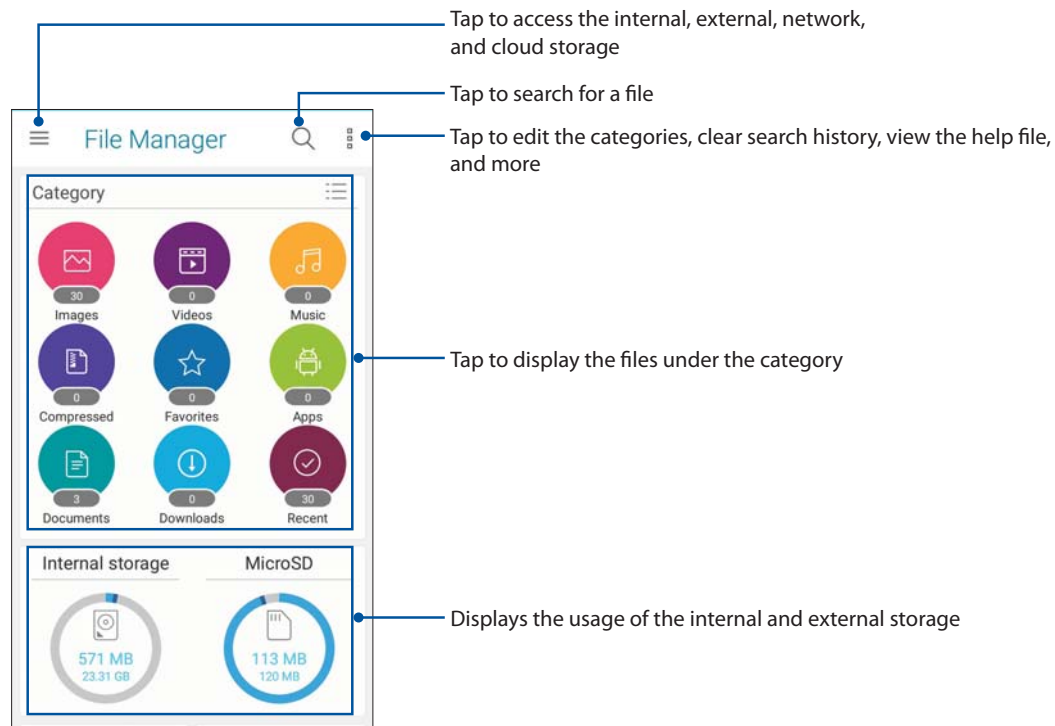 Tap to access the internal, external, network,
and cloud storage
Tap to search for a file
Tap to edit the categories, clear search history, view the help file,
and more
File Manager
Category
30
0
0
Images
Videos
Music
0
0
0
Compressed
Favorites
Apps
3
0
30
Documents
Downloads
Recent
Tap to display the files under the category
Internal storage
MicroSD
571 MB
23.31 GB
113 MB
120 MB
Displays the usage of the internal and external storage